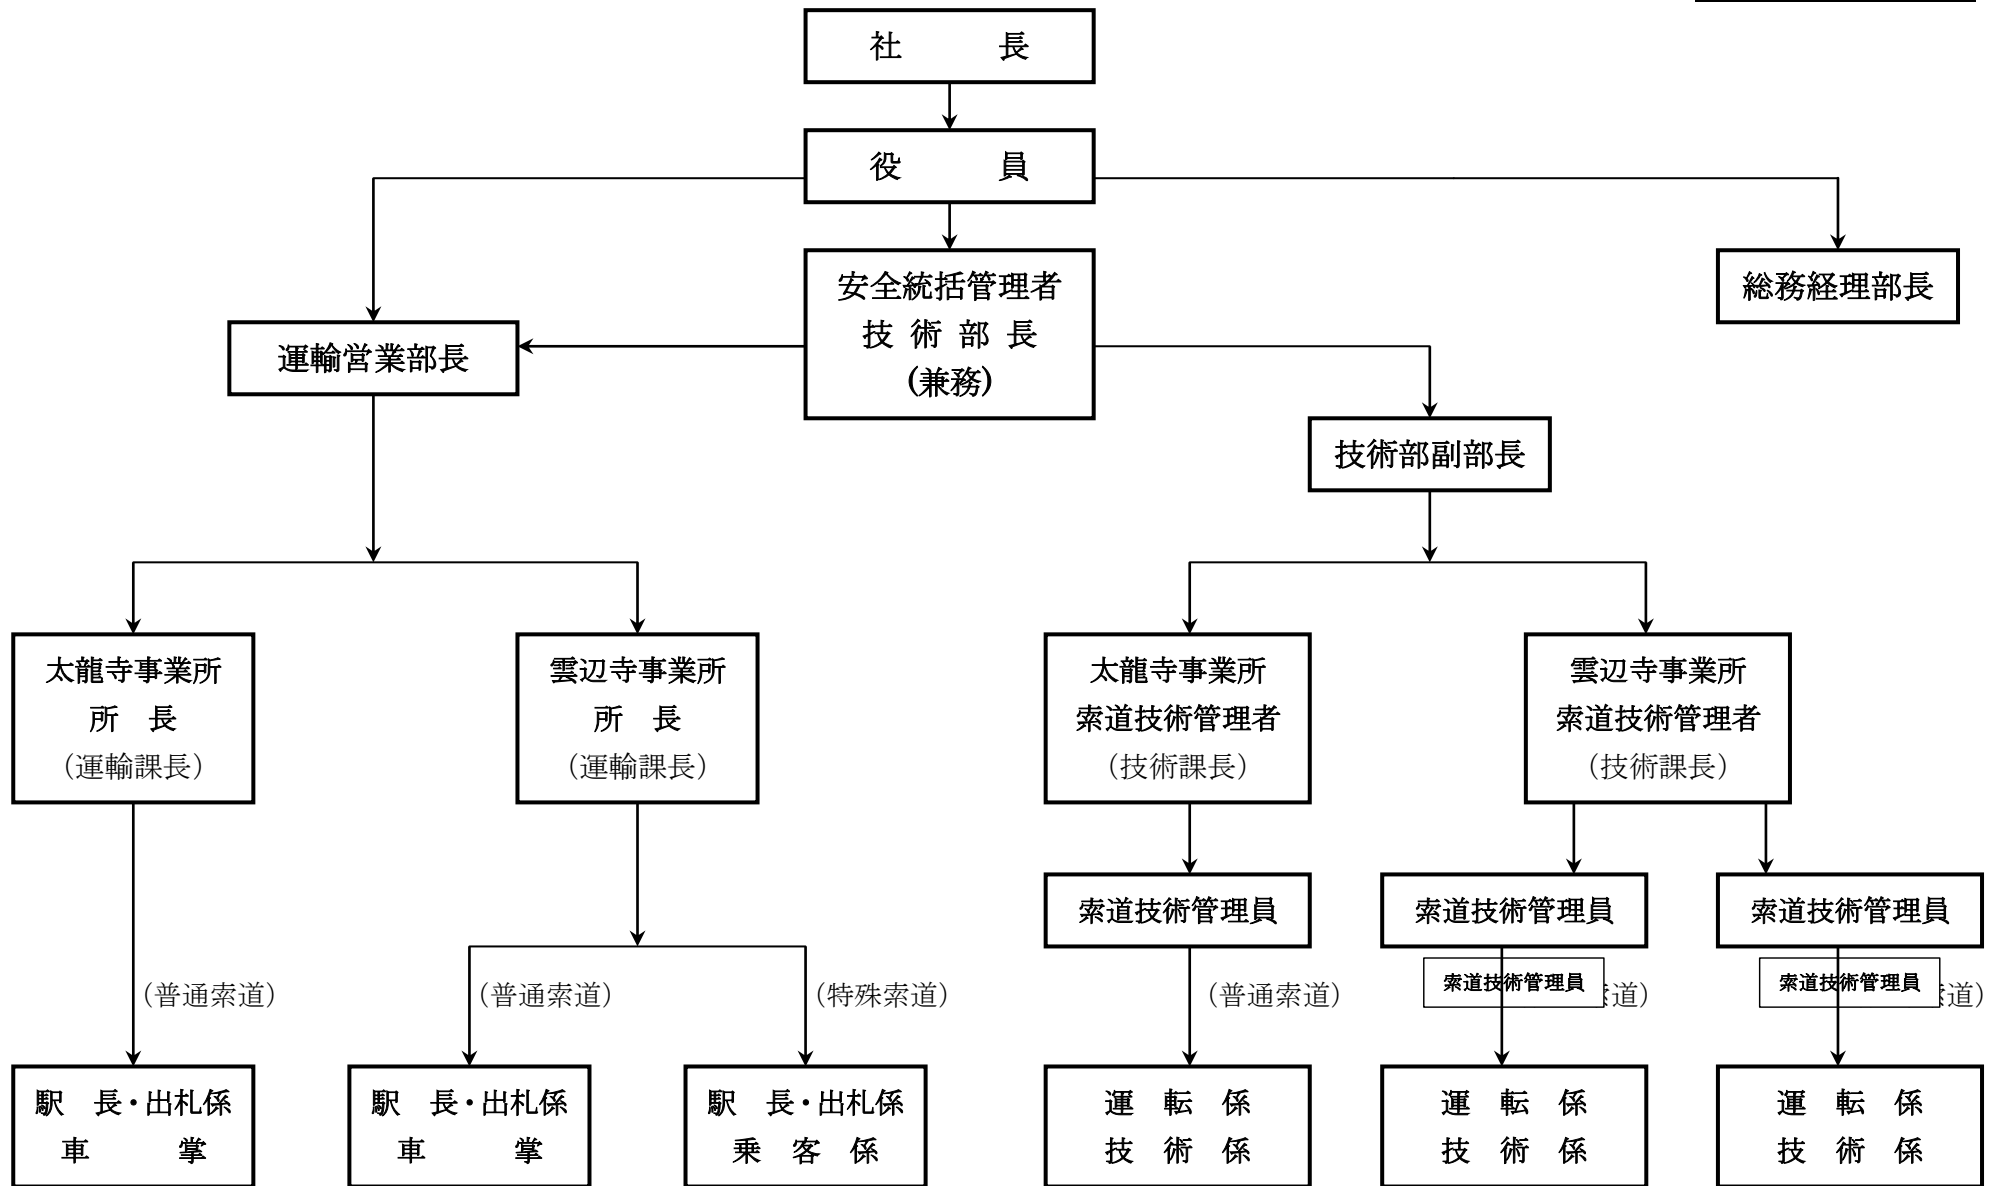 社　　　長
役　　　員
安全統括管理者
技 術 部 長
(兼務)
総務経理部長
運輸営業部長
技術部副部長
太龍寺事業所
所　長
（運輸課長）
雲辺寺事業所
所　長
（運輸課長）
太龍寺事業所
索道技術管理者
（技術課長）
雲辺寺事業所
索道技術管理者
（技術課長）
索道技術管理員
索道技術管理員
索道技術管理員
（普通索道）
（普通索道）
（特殊索道）
（普通索道）
索道技術管理員
道）
索道技術管理員
道）
駅　長・出札係
車　　　掌
駅　長・出札係
車　　　掌
駅　長・出札係
乗　客　係
運　転　係
技　術　係
運　転　係
技　術　係
運　転　係
技　術　係